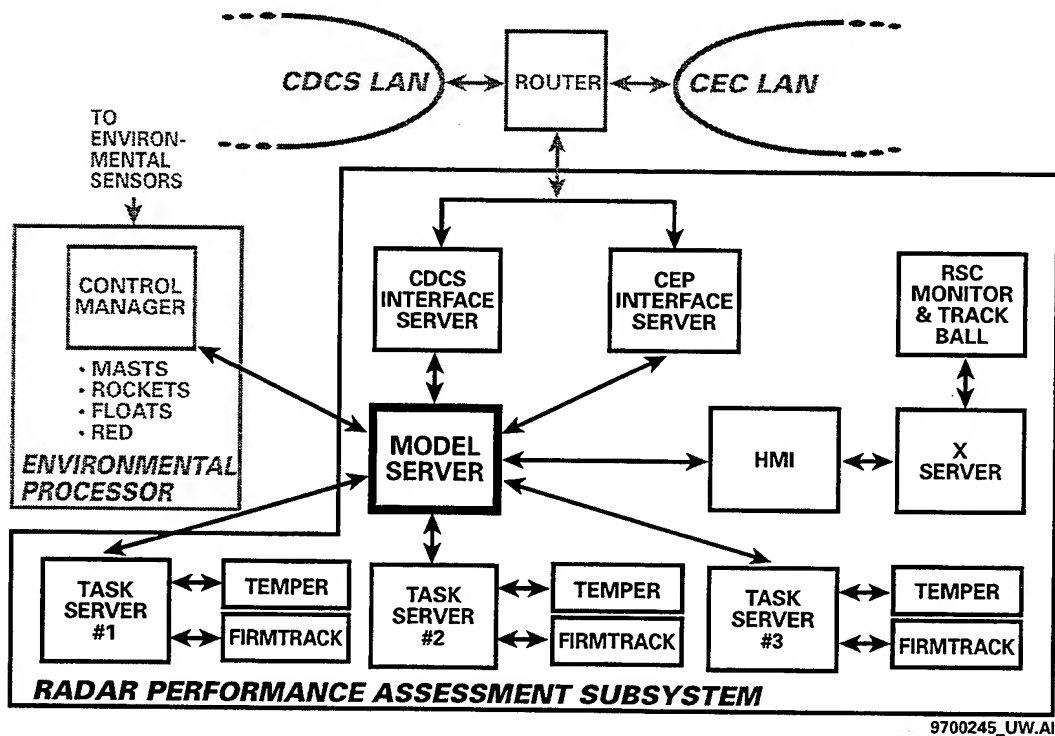 CDCS LAN
ROUTER
CEC LAN
TO
ENVIRON-
MENTAL
SENSORS
CONTROL
MANAGER
• MASTS
• ROCKETS
• FLOATS
• RED
ENVIRONMENTAL
PROCESSOR
CDCS
INTERFACE
SERVER
CEP
INTERFACE
SERVER
RSC
MONITOR
& TRACK
BALL
MODEL
SERVER
HMI
X
SERVER
TASK
SERVER
#1
TEMPER
FIRMTRACK
TASK
SERVER
#2
TEMPER
FIRMTRACK
TASK
SERVER
#3
TEMPER
FIRMTRACK
RADAR PERFORMANCE ASSESSMENT SUBSYSTEM
9700245_UW.AI